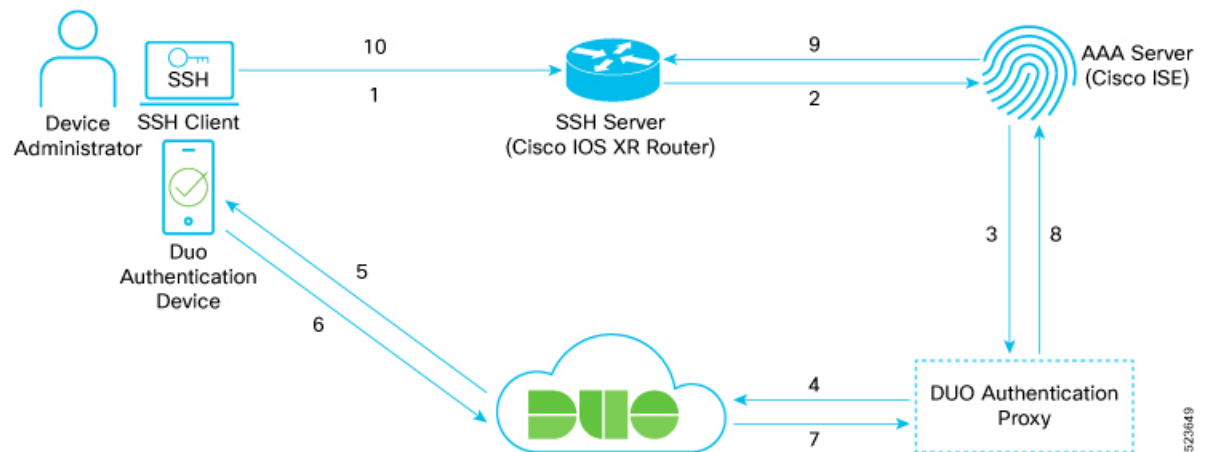 10
1
9
2
SSH
Device
Administrator
SSH Client
SSH Server
(Cisco IOS XR Router)
AAA Server
(Cisco ISE)
Duo
Authentication
Device
3
8
5
6
4
7
DUO
DUO Authentication
Proxy
523649